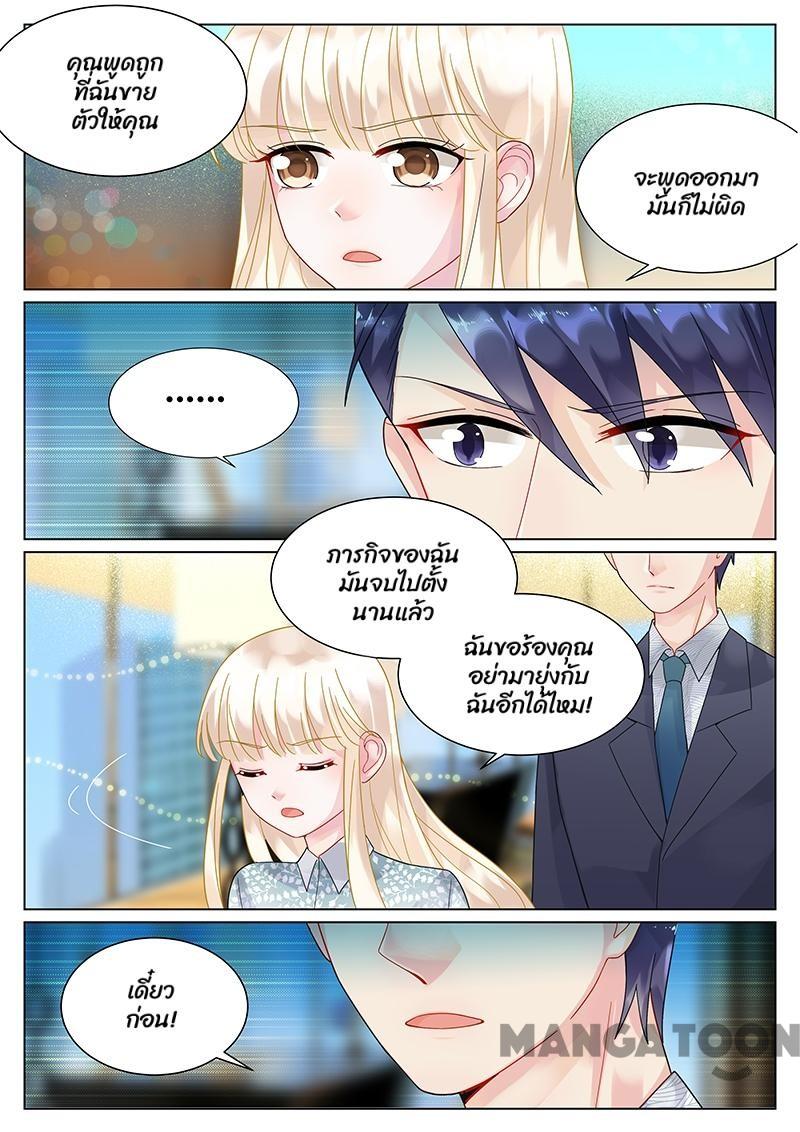 คุณพูดถูก
ที่ฉันขาย
ตัวให้คุณ
จะพูดออกมา
มันก็ไม่ผิด
••••••
ภารกิจของฉัน
มันจบไปตั้ง
นานแล้ว
ฉันขอร้องคุณ
อย่ามายุ่งกับ
ฉันอีกได้ไหม!
เดี๋ยว
ก่อน!
MANGATOON